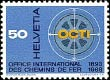 50
HELVETIA
OCTI
OFFICE INTERNATIONAL 1893
DES CHEMINS DE FER 1968